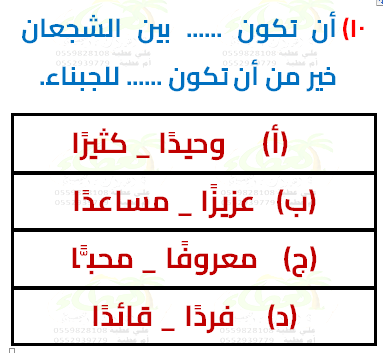 ١٠) أن تكون ...... بين الشجعان
خير من أن تكون ...... للجبناء.
(أ) وحيدًا _ كثيرًا
(ب) عزيزًا _ مساعدًا
(ج) معروفًا _ محبًّا
(د) فردًا _ قائدًا